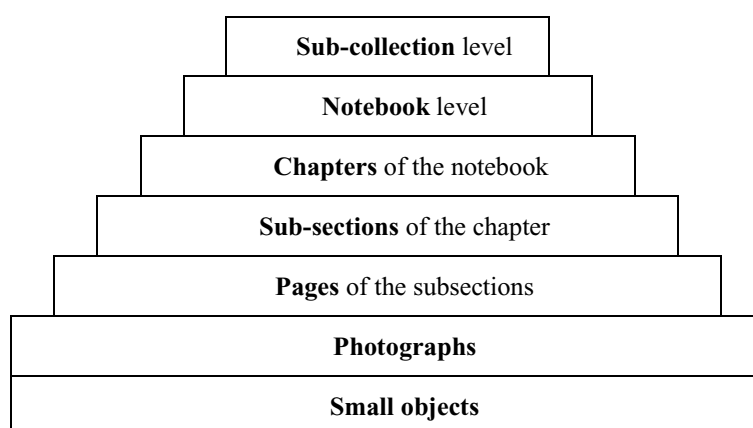 Sub-collection level
Notebook level
Chapters of the notebook
Sub-sections of the chapter
Pages of the subsections
Photographs
Small objects